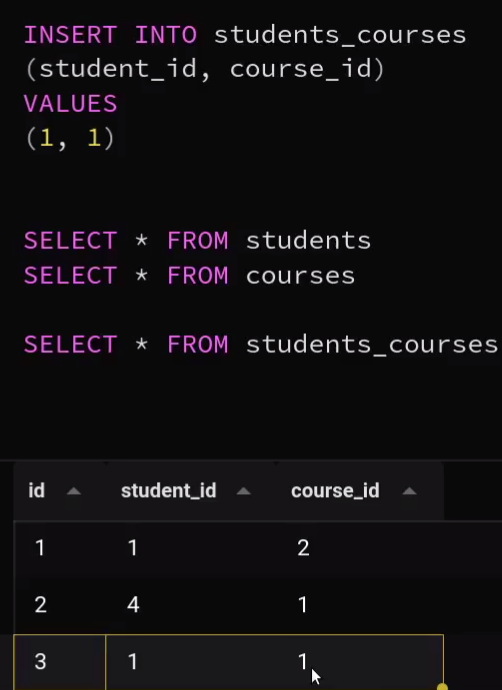 INSERT INTO students_courses
(student_id, course_id)
VALUES
(1, 1)
SELECT * FROM students
SELECT * FROM courses
SELECT * FROM students_courses
id student_id course_id
1 1 2
2 4 1
3 1 1